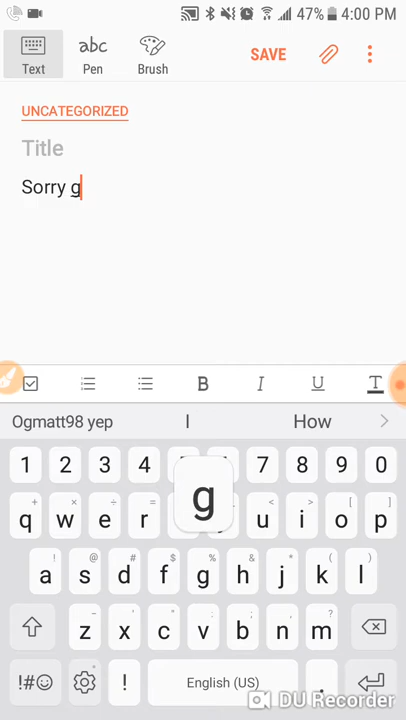 47% 4:00 PM
Text abc Pen Brush SAVE
UNCATEGORIZED
Title
Sorry g
B I U T
Ogmatt98 yep I How >
1 2 3 4 7 8 9 0
g
q w e r u i o p
a s d f g h j k l
z x c v b n m
!#☺ ! English (US) .
DU Recorder